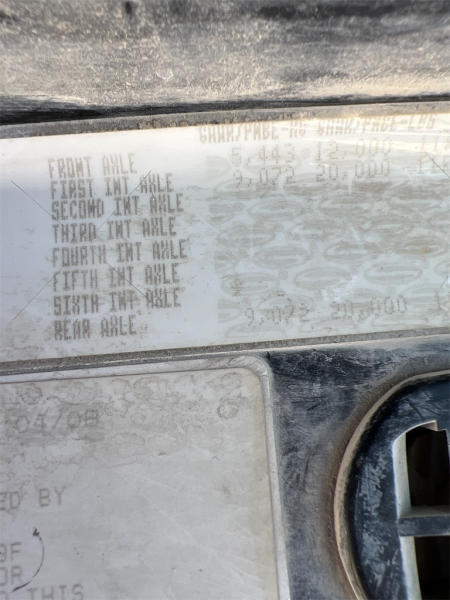 GAWR/PNBE-KG GAWR/PNBE-LBS
FRONT AXLE 5,443 12,000
FIRST INT AXLE 9,072 20,000
SECOND INT AXLE
THIRD INT AXLE
FOURTH INT AXLE
FIFTH INT AXLE
SIXTH INT AXLE
REAR AXLE 9,072 20,000
04/08
ED BY
OF
OR
THIS